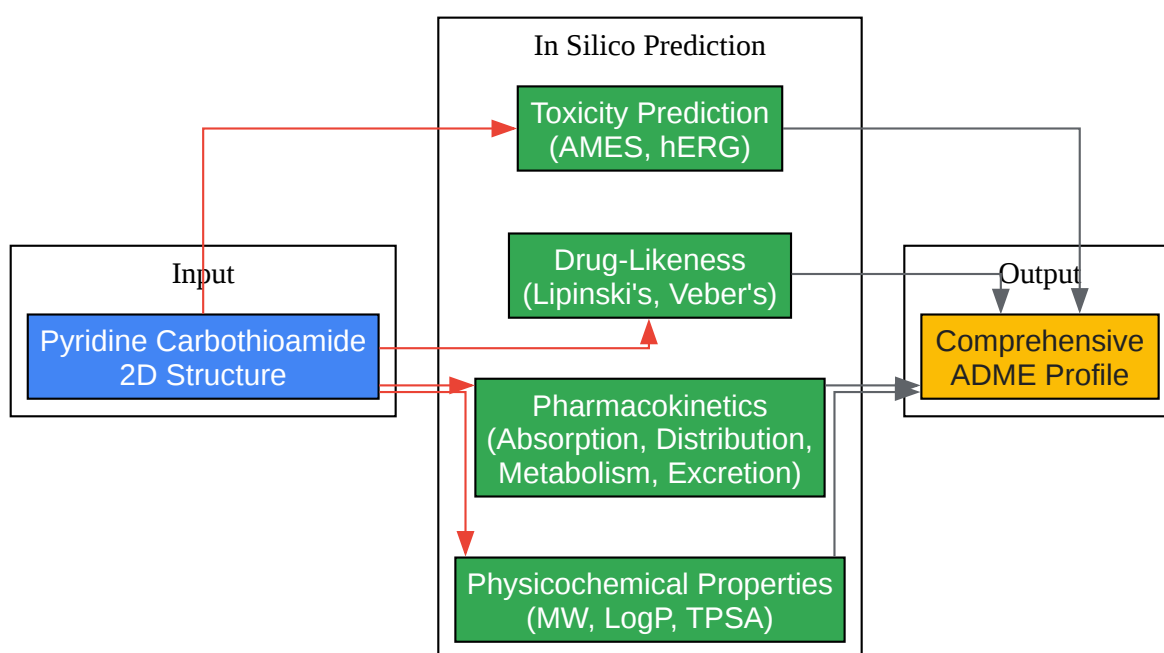 In Silico Prediction
Toxicity Prediction
(AMES, hERG)
Input
Pyridine Carbothioamide
2D Structure
Drug-Likeness
(Lipinski's, Veber's)
Pharmacokinetics
(Absorption, Distribution,
Metabolism, Excretion)
Physicochemical Properties
(MW, LogP, TPSA)
Output
Comprehensive
ADME Profile